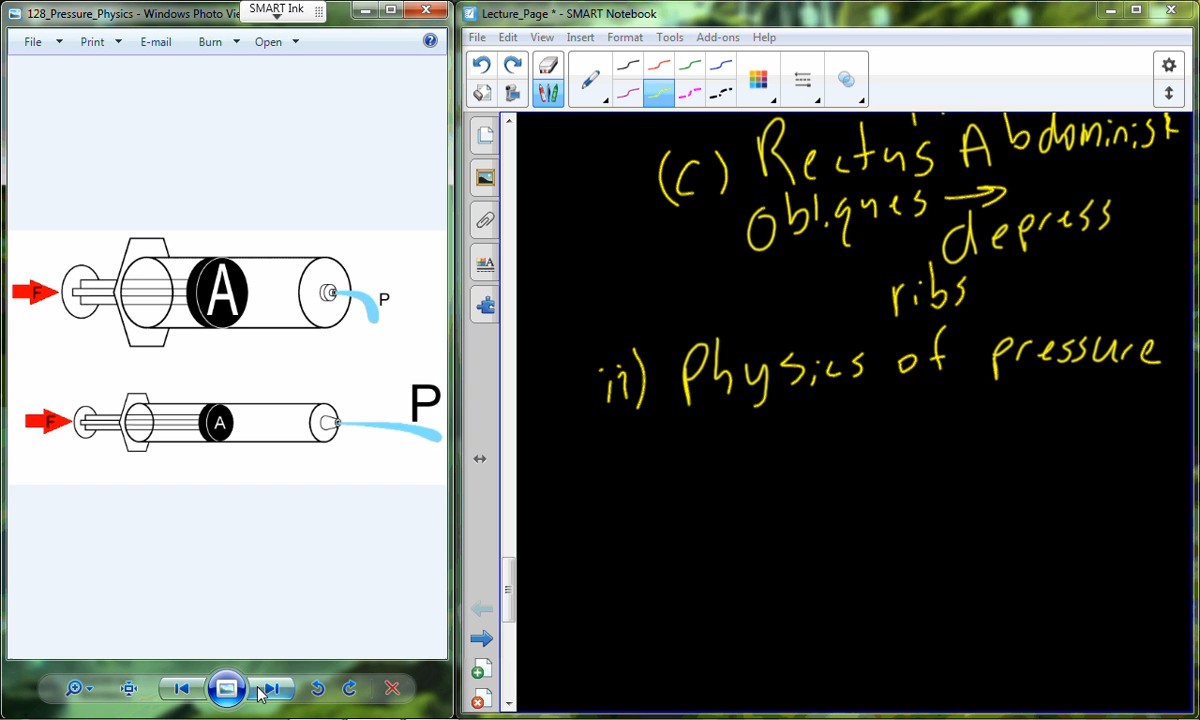 128_Pressure_Physics - Windows Photo Vie
SMART Ink
File Print E-mail Burn Open
F
A
P
F
A
P
Lecture_Page * - SMART Notebook
File Edit View Insert Format Tools Add-ons Help
(C) Rectus Abdominis +
Obliques →
depress
ribs
ii) Physics of pressure